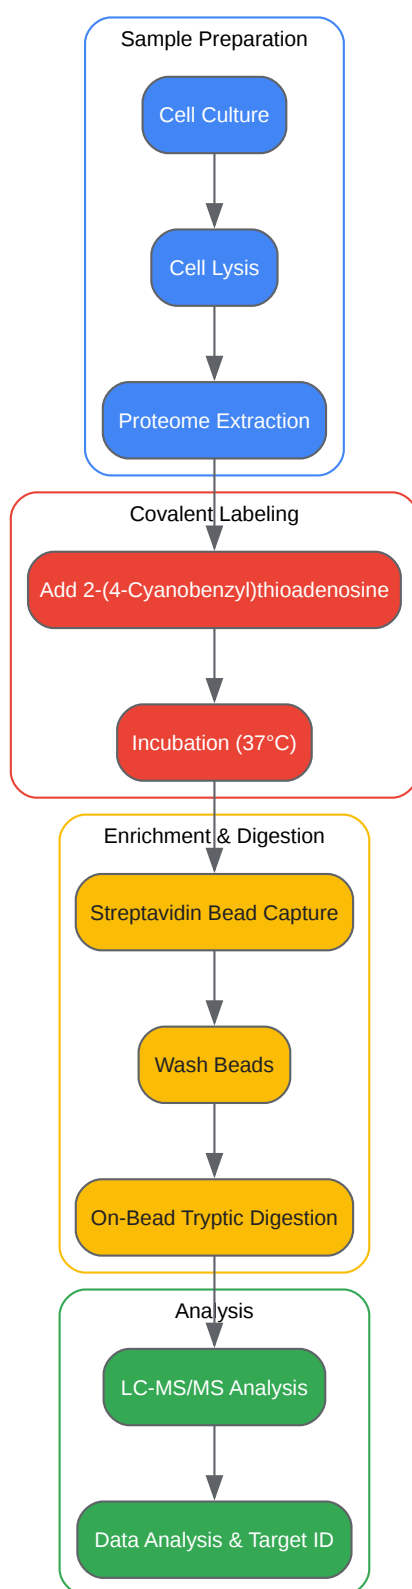 Sample Preparation
Cell Culture
Cell Lysis
Proteome Extraction
Covalent Labeling
Add 2-(4-Cyanobenzyl)thioadenosine
Incubation (37°C)
Enrichment & Digestion
Streptavidin Bead Capture
Wash Beads
On-Bead Tryptic Digestion
Analysis
LC-MS/MS Analysis
Data Analysis & Target ID